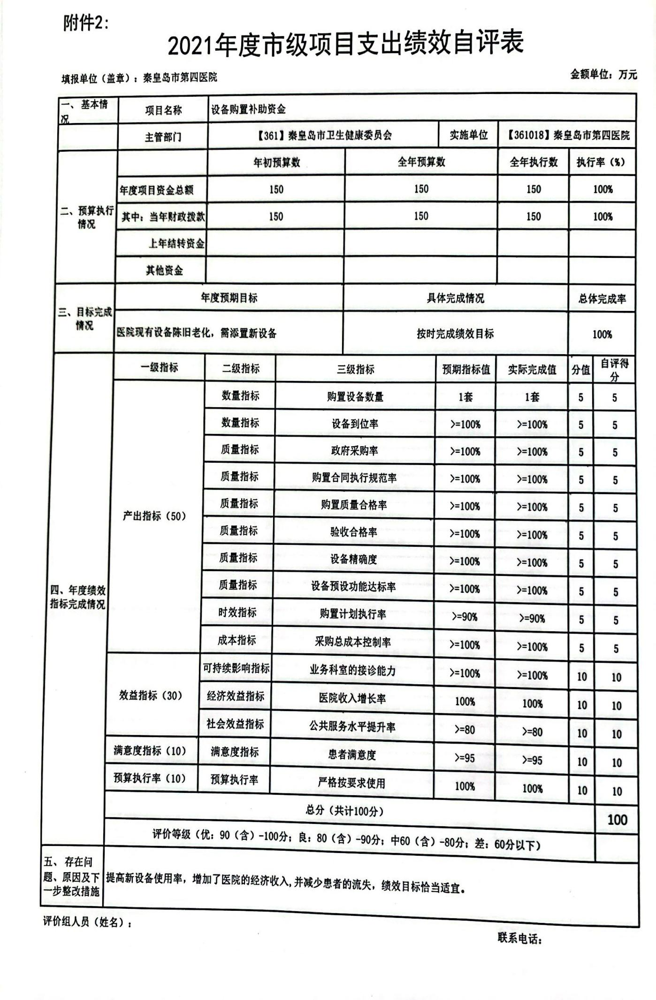 附件2：
2021年度市级项目支出绩效自评表
填报单位（盖章）：秦皇岛市第四医院 金额单位：万元
一、基本情况 项目名称 设备购置补助资金
主管部门 【361】秦皇岛市卫生健康委员会 实施单位 【361018】秦皇岛市第四医院
二、预算执行情况 年初预算数 全年预算数 全年执行数 执行率（%）
年度项目资金总额 150 150 150 100%
其中：当年财政拨款 150 150 150 100%
上年结转资金
其他资金
三、目标完成情况 年度预期目标 具体完成情况 总体完成率
医院现有设备陈旧老化，需添置新设备 按时完成绩效目标 100%
四、年度绩效指标完成情况 一级指标 二级指标 三级指标 预期指标值 实际完成值 分值 自评得分
产出指标（50） 数量指标 购置设备数量 1套 1套 5 5
数量指标 设备到位率 >=100% >=100% 5 5
质量指标 政府采购率 >=100% >=100% 5 5
质量指标 购置合同执行规范率 >=100% >=100% 5 5
质量指标 购置质量合格率 >=100% >=100% 5 5
质量指标 验收合格率 >=100% >=100% 5 5
质量指标 设备精确度 >=100% >=100% 5 5
质量指标 设备预设功能达标率 >=100% >=100% 5 5
时效指标 购置计划执行率 >=90% >=90% 5 5
成本指标 采购总成本控制率 >=100% >=100% 5 5
效益指标（30） 可持续影响指标 业务科室的接诊能力 >=100% >=100% 10 10
经济效益指标 医院收入增长率 100% 100% 10 10
社会效益指标 公共服务水平提升率 >=80 >=80 10 10
满意度指标（10） 满意度指标 患者满意度 >=95 >=95 10 10
预算执行率（10） 预算执行率 严格按要求使用 100% 100% 10 10
总分（共计100分） 100
评价等级（优：90（含）-100分；良：80（含）-90分；中60（含）-80分；差：60分以下）
五、存在问题、原因及下一步整改措施 提高新设备使用率，增加了医院的经济收入,并减少患者的流失，绩效目标恰当适宜。
评价组人员（姓名）：
联系电话：